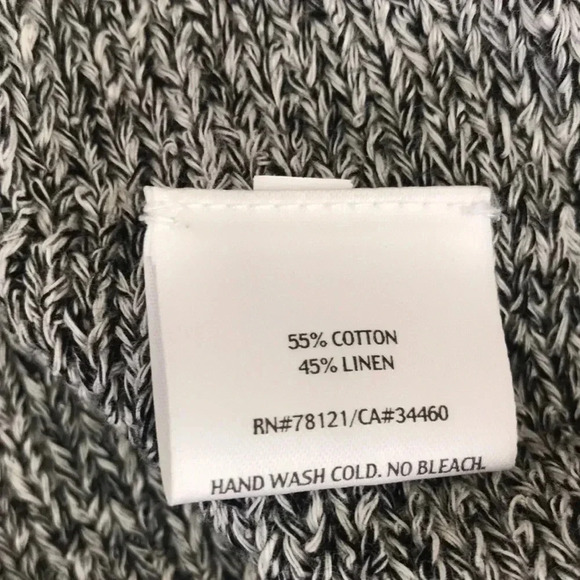 55% COTTON
45% LINEN
RN#78121/CA#34460
HAND WASH COLD. NO BLEACH.